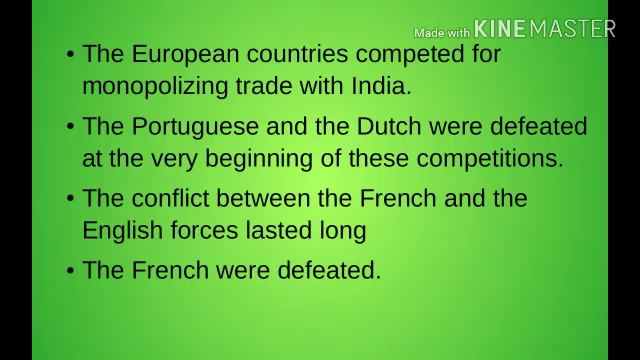 Made with KINEMASTER
• The European countries competed for
monopolizing trade with India.
• The Portuguese and the Dutch were defeated
at the very beginning of these competitions.
• The conflict between the French and the
English forces lasted long
• The French were defeated.